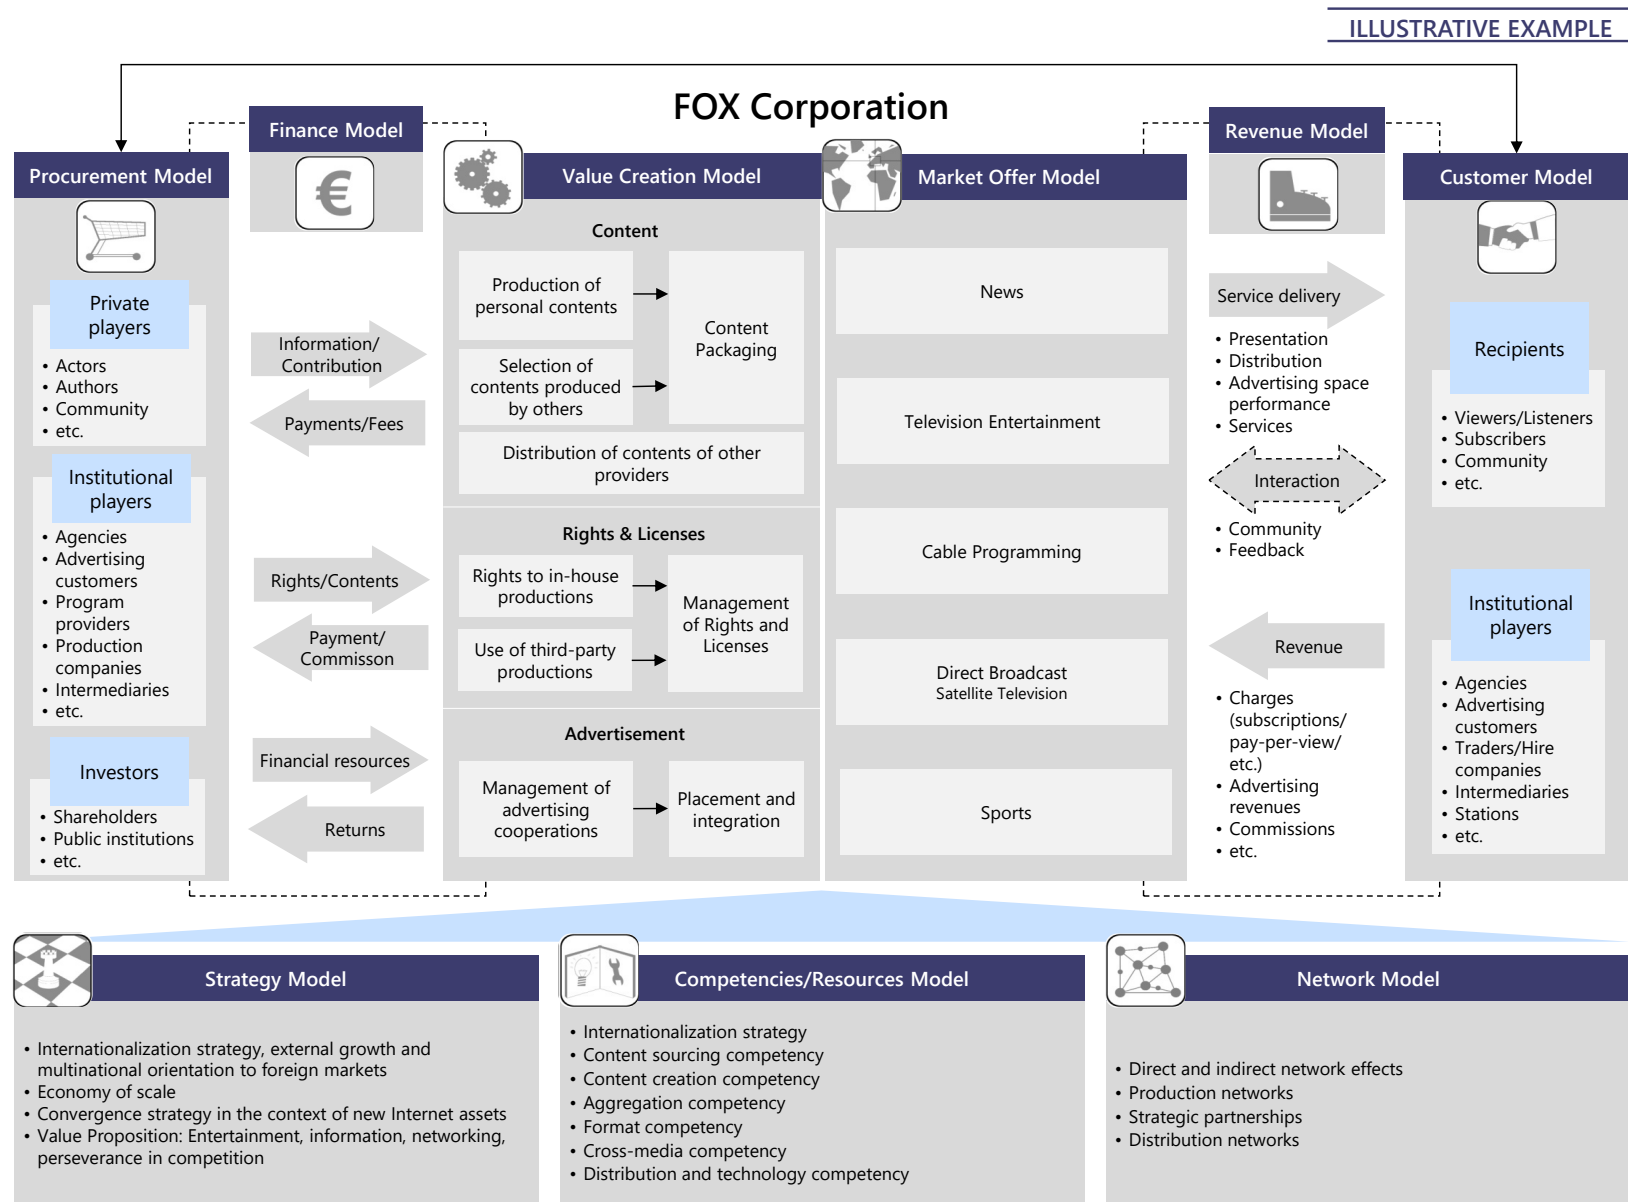 ILLUSTRATIVE EXAMPLE
FOX Corporation
Procurement Model
Private
players
• Actors
• Authors
• Community
• etc.
Institutional
players
• Agencies
• Advertising
customers
• Program
providers
• Production
companies
• Intermediaries
• etc.
Investors
• Shareholders
• Public institutions
• etc.
Finance Model
€
Information/
Contribution
Payments/Fees
Rights/Contents
Payment/
Commisson
Financial resources
Returns
Value Creation Model
Content
Production of
personal contents
Selection of
contents produced
by others
Content
Packaging
Distribution of contents of other
providers
Rights & Licenses
Rights to in-house
productions
Use of third-party
productions
Management
of Rights and
Licenses
Advertisement
Management of
advertising
cooperations
Placement and
integration
Market Offer Model
News
Television Entertainment
Cable Programming
Direct Broadcast
Satellite Television
Sports
Revenue Model
Service delivery
• Presentation
• Distribution
• Advertising space
performance
• Services
Interaction
• Community
• Feedback
Revenue
• Charges
(subscriptions/
pay-per-view/
etc.)
• Advertising
revenues
• Commissions
• etc.
Customer Model
Recipients
• Viewers/Listeners
• Subscribers
• Community
• etc.
Institutional
players
• Agencies
• Advertising
customers
• Traders/Hire
companies
• Intermediaries
• Stations
• etc.
Strategy Model
• Internationalization strategy, external growth and
multinational orientation to foreign markets
• Economy of scale
• Convergence strategy in the context of new Internet assets
• Value Proposition: Entertainment, information, networking,
perseverance in competition
Competencies/Resources Model
• Internationalization strategy
• Content sourcing competency
• Content creation competency
• Aggregation competency
• Format competency
• Cross-media competency
• Distribution and technology competency
Network Model
• Direct and indirect network effects
• Production networks
• Strategic partnerships
• Distribution networks